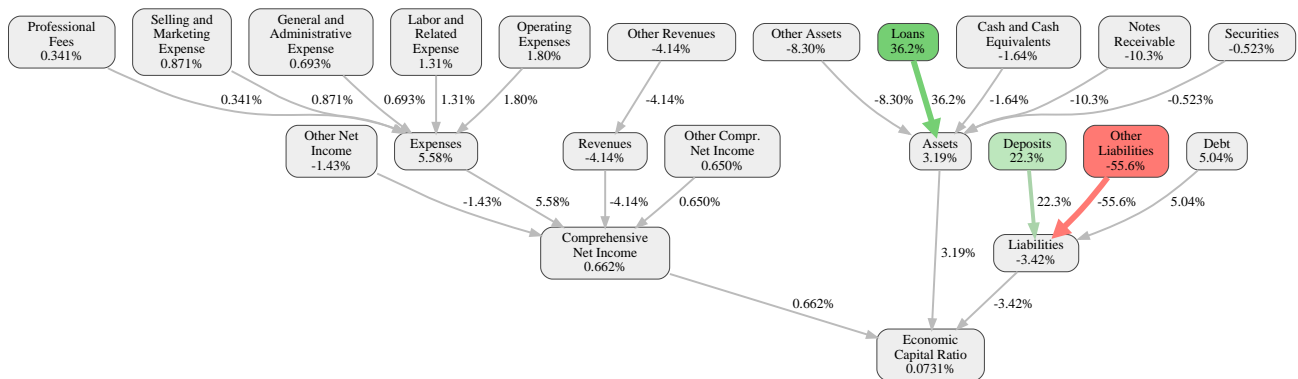 Professional
Fees
0.341%
Selling and
Marketing
Expense
0.871%
General and
Administrative
Expense
0.693%
Labor and
Related
Expense
1.31%
Operating
Expenses
1.80%
Other Revenues
-4.14%
Other Assets
-8.30%
Loans
36.2%
Cash and Cash
Equivalents
-1.64%
Notes
Receivable
-10.3%
Securities
-0.523%
0.341%
0.871%
0.693%
1.31%
1.80%
-4.14%
-8.30%
36.2%
-1.64%
-10.3%
-0.523%
Other Net
Income
-1.43%
Expenses
5.58%
Revenues
-4.14%
Other Compr.
Net Income
0.650%
Assets
3.19%
Deposits
22.3%
Other
Liabilities
-55.6%
Debt
5.04%
-1.43%
5.58%
-4.14%
0.650%
22.3%
-55.6%
5.04%
Comprehensive
Net Income
0.662%
3.19%
Liabilities
-3.42%
0.662%
-3.42%
Economic
Capital Ratio
0.0731%